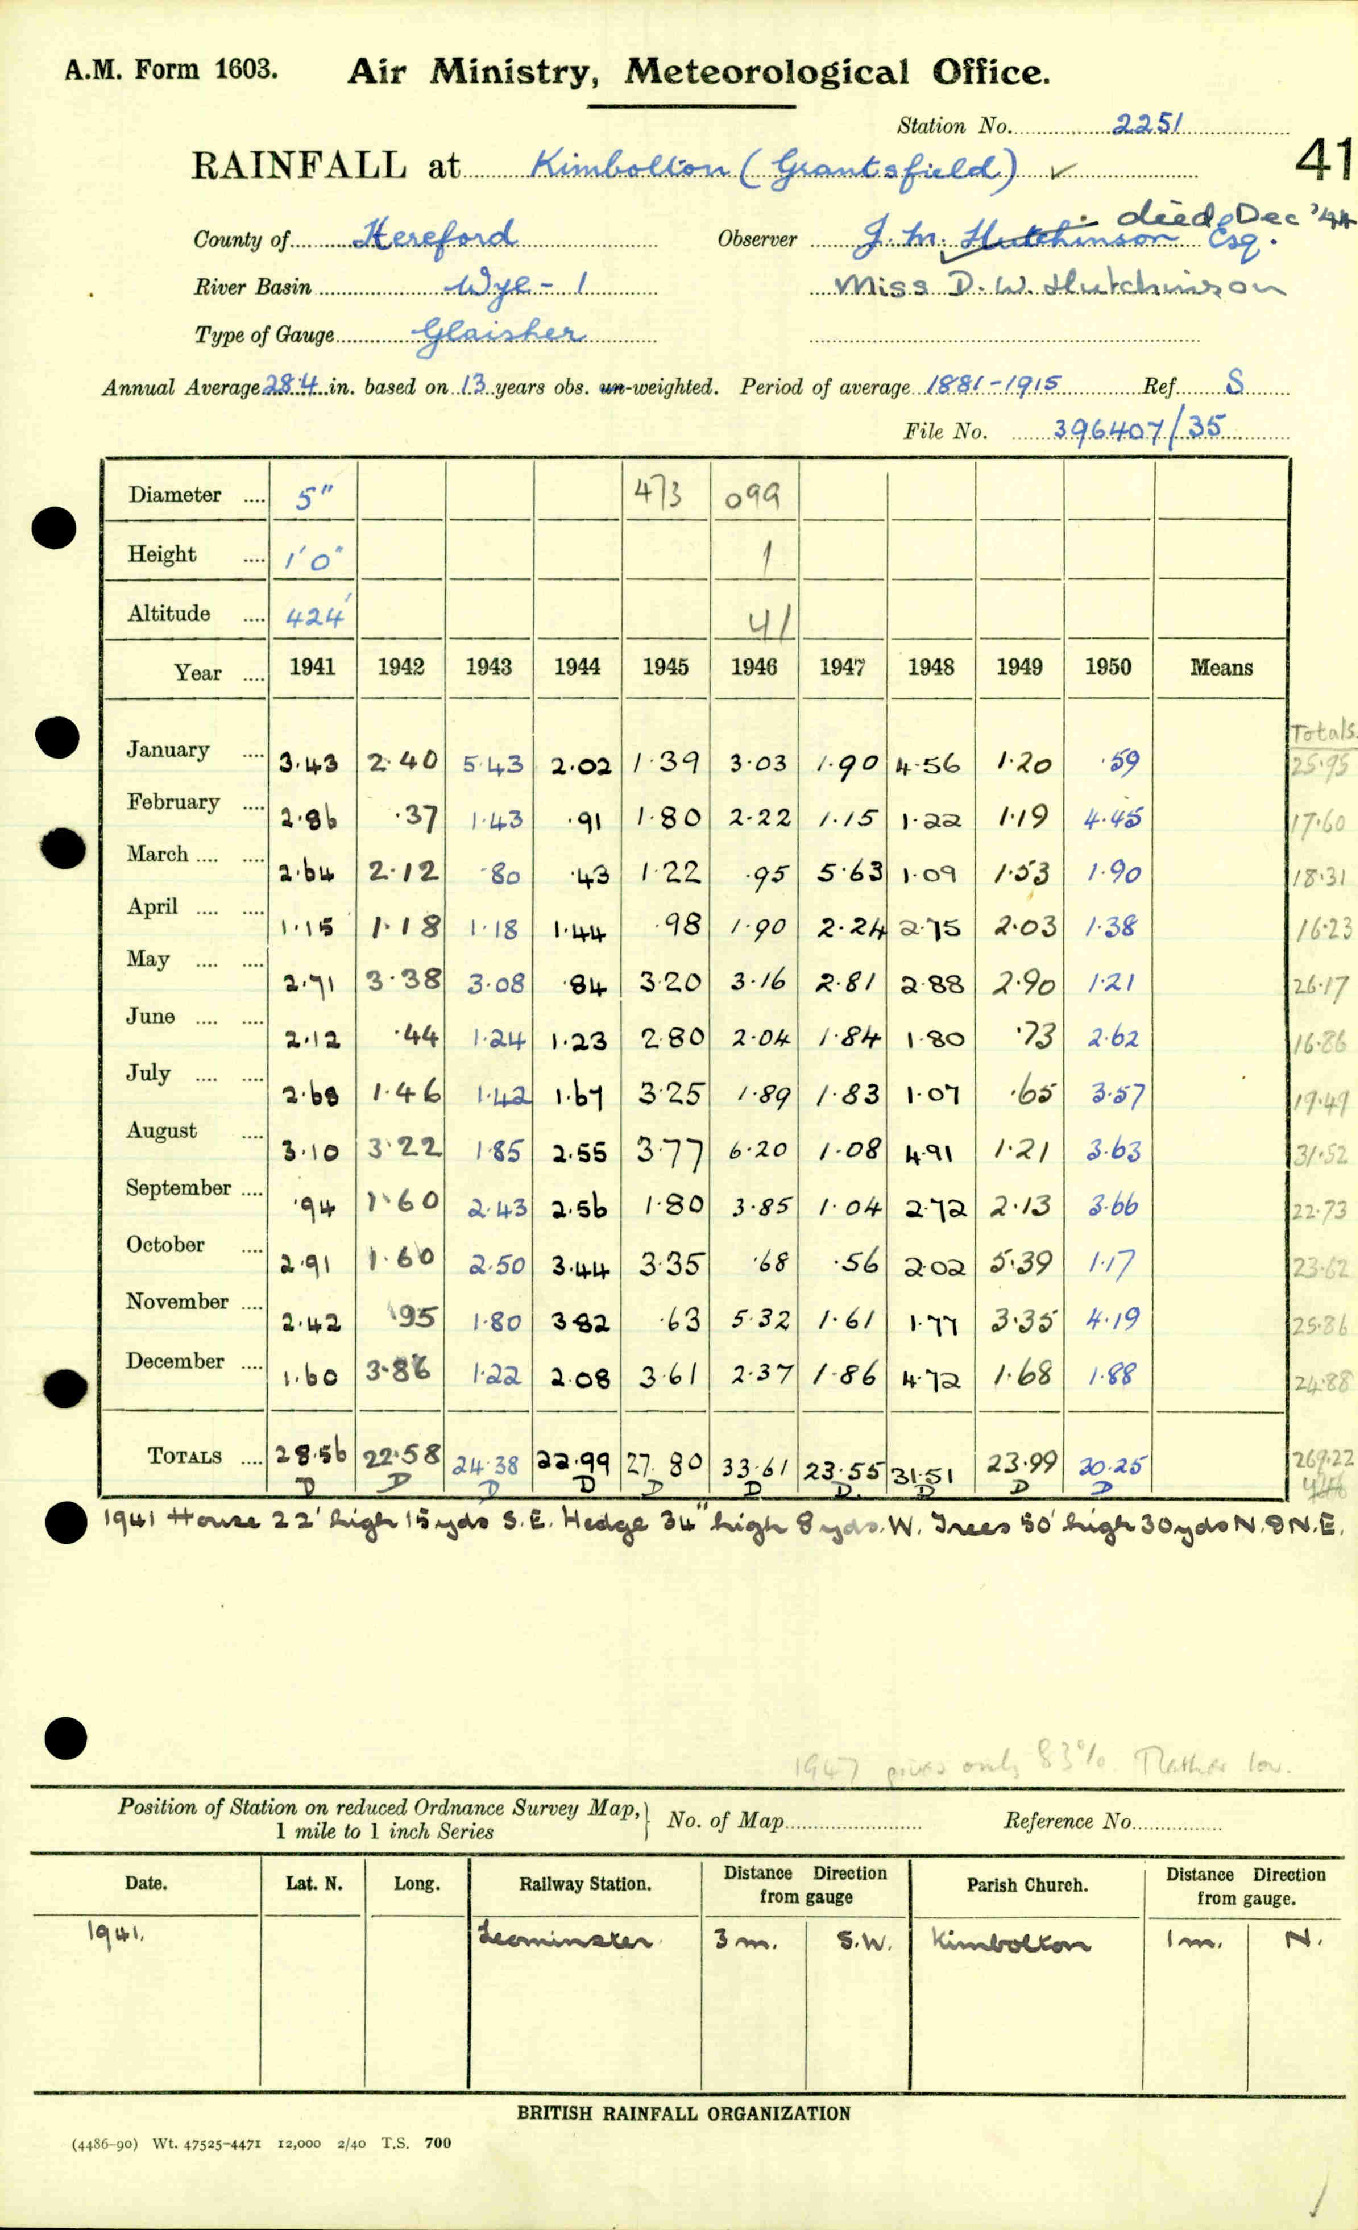 A.M. Form 1603. Air Ministry, Meteorological Office.
Station No. 2251
41
RAINFALL at Kimbolton (Grantsfield) ✓
died Dec '44
County of Hereford Observer J. M. Hutchinson Esq.
River Basin Wye - 1 Miss D. W. Hutchinson
Type of Gauge Glaisher
Annual Average 28.4 in. based on 13 years obs. un-weighted. Period of average 1881-1915 Ref. S
File No. 396407/35
Diameter .... 5" 473 099
Height .... 1'0" 1
Altitude .... 424' 41
Year .... 1941 1942 1943 1944 1945 1946 1947 1948 1949 1950 Means
Totals.
January .... 3.43 2.40 5.43 2.02 1.39 3.03 1.90 4.56 1.20 .59 25.95
February .... 2.86 .37 1.43 .91 1.80 2.22 1.15 1.22 1.19 4.45 17.60
March .... .... 2.64 2.12 .80 .43 1.22 .95 5.63 1.09 1.53 1.90 18.31
April .... .... 1.15 1.18 1.18 1.44 .98 1.90 2.24 2.75 2.03 1.38 16.23
May .... .... 2.71 3.38 3.08 .84 3.20 3.16 2.81 2.88 2.90 1.21 26.17
June .... .... 2.12 .44 1.24 1.23 2.80 2.04 1.84 1.80 .73 2.62 16.86
July .... .... 2.68 1.46 1.42 1.67 3.25 1.89 1.83 1.07 .65 3.57 19.49
August .... 3.10 3.22 1.85 2.55 3.77 6.20 1.08 4.91 1.21 3.63 31.52
September .... .94 1.60 2.43 2.56 1.80 3.85 1.04 2.72 2.13 3.66 22.73
October .... 2.91 1.60 2.50 3.44 3.35 .68 .56 2.02 5.39 1.17 23.62
November .... 2.42 .95 1.80 3.82 .63 5.32 1.61 1.77 3.35 4.19 25.86
December .... 1.60 3.86 1.22 2.08 3.61 2.37 1.86 4.72 1.68 1.88 24.88
TOTALS .... 28.56 22.58 24.38 22.99 27.80 33.61 23.55 31.51 23.99 30.25 269.22
D D D D D D D. D D D
1941 House 22' high 15 yds S.E. Hedge 34" high 8 yds. W. Trees 50' high 30 yds N. & N.E.
1947 gives only 83%. Rather low.
Position of Station on reduced Ordnance Survey Map, 1 mile to 1 inch Series No. of Map Reference No.
Date. Lat. N. Long. Railway Station. Distance Direction from gauge Parish Church. Distance Direction from gauge.
1941. Leominster. 3 m. S.W. Kimbolton 1 m. N.
BRITISH RAINFALL ORGANIZATION
(4486-90) Wt. 47525-4471 12,000 2/40 T.S. 700